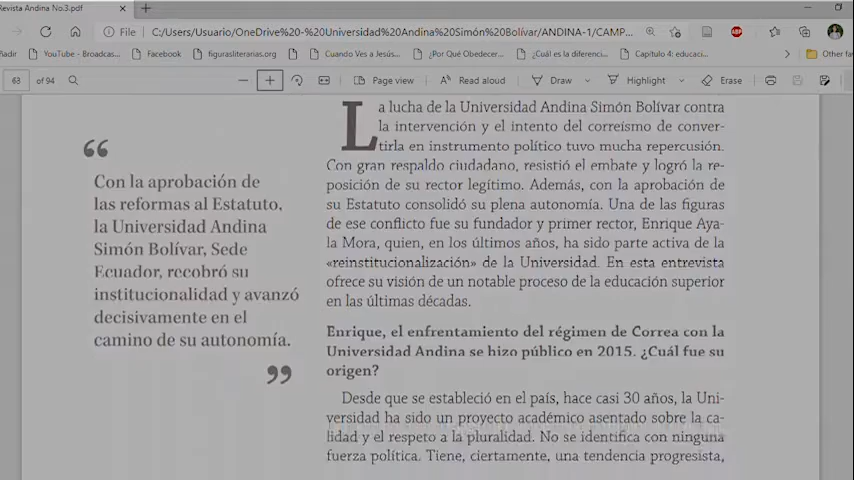 Revista Andina No.3.pdf
File
C:/Users/Usuario/OneDrive%20-%20Universidad%20Andina%20Simón%20Bolívar/ANDINA-1/CAMP...
ABP
Badir
YouTube - Broadcas...
Facebook
figurasliterarias.org
Cuando Ves a Jesús...
¿Por Qué Obedecer...
¿Cuál es la diferenci...
Capitulo 4: educaci...
Other fav
63 of 94
Page view
Read aloud
Draw
Highlight
Erase
“
Con la aprobación de
las reformas al Estatuto,
la Universidad Andina
Simón Bolívar, Sede
Ecuador, recobró su
institucionalidad y avanzó
decisivamente en el
camino de su autonomía.
”
La lucha de la Universidad Andina Simón Bolívar contra
la intervención y el intento del correísmo de conver-
tirla en instrumento político tuvo mucha repercusión.
Con gran respaldo ciudadano, resistió el embate y logró la re-
posición de su rector legítimo. Además, con la aprobación de
su Estatuto consolidó su plena autonomía. Una de las figuras
de ese conflicto fue su fundador y primer rector, Enrique Aya-
la Mora, quien, en los últimos años, ha sido parte activa de la
«reinstitucionalización» de la Universidad. En esta entrevista
ofrece su visión de un notable proceso de la educación superior
en las últimas décadas.
Enrique, el enfrentamiento del régimen de Correa con la
Universidad Andina se hizo público en 2015. ¿Cuál fue su
origen?
Desde que se estableció en el país, hace casi 30 años, la Uni-
versidad ha sido un proyecto académico asentado sobre la ca-
lidad y el respeto a la pluralidad. No se identifica con ninguna
fuerza política. Tiene, ciertamente, una tendencia progresista,